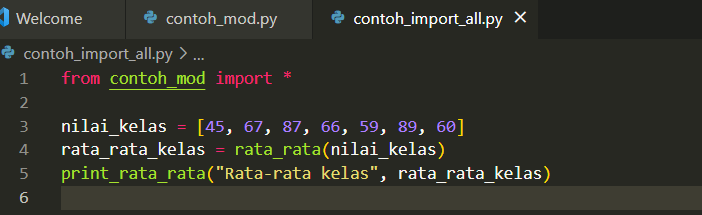 Welcome contoh_mod.py contoh_import_all.py ×
contoh_import_all.py > ...
1 from contoh_mod import *
2
3 nilai_kelas = [45, 67, 87, 66, 59, 89, 60]
4 rata_rata_kelas = rata_rata(nilai_kelas)
5 print_rata_rata("Rata-rata kelas", rata_rata_kelas)
6